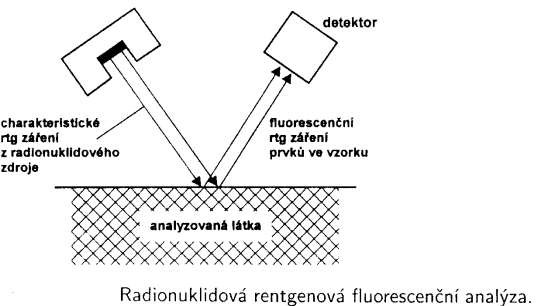 detektor
charakteristické
rtg záření
z radionuklidového
zdroje
fluorescenční
rtg záření
prvků ve vzorku
analyzovaná látka
Radionuklidová rentgenová fluorescenční analýza.